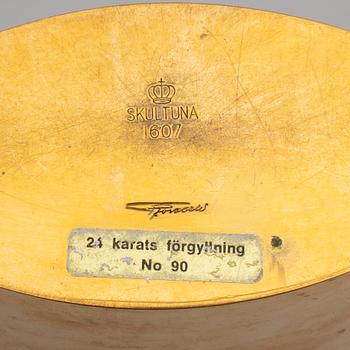 SKULTUNA
1607
24 karats förgyllning
No 90